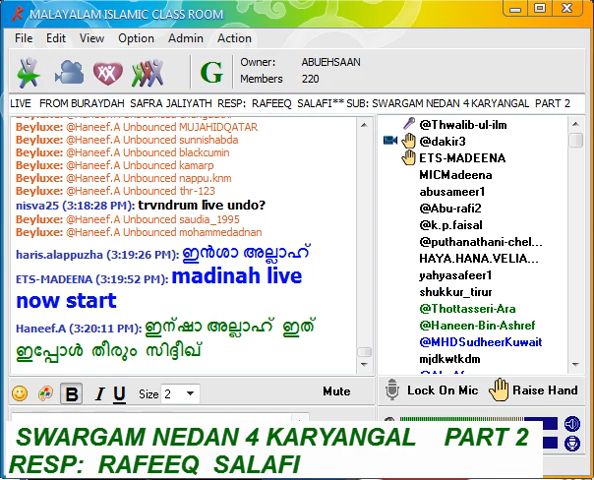 MALAYALAM ISLAMIC CLASS ROOM
File Edit View Option Admin Action
G
Owner: ABUEHSAAN
Members 220
LIVE FROM BURAYDAH SAFRA JALIYATH RESP: RAFEEQ SALAFI** SUB: SWARGAM NEDAN 4 KARYANGAL PART 2
Beyluxe: @Haneef.A Unbounced MUJAHIDQATAR
Beyluxe: @Haneef.A Unbounced sunnishabda
Beyluxe: @Haneef.A Unbounced blackcumin
Beyluxe: @Haneef.A Unbounced kamarp
Beyluxe: @Haneef.A Unbounced nappu.knm
Beyluxe: @Haneef.A Unbounced thr-123
nisva25 (3:18:28 PM): trvndrum live undo?
Beyluxe: @Haneef.A Unbounced saudia_1995
Beyluxe: @Haneef.A Unbounced mohammedadnan
haris.alappuzha (3:19:26 PM): ഇൻശാ അല്ലാഹ്
ETS-MADEENA (3:19:52 PM): madinah live
now start
Haneef.A (3:20:11 PM): ഇന്ഷാ അല്ലാഹ് ഇത്
ഇപ്പോൾ തീരും സിദ്ദീഖ്
@Thwalib-ul-ilm
@dakir3
ETS-MADEENA
MICMadeena
abusameer1
@Abu-rafi2
@k.p.faisal
@puthanathani-chel...
HAYA.HANA.VELIA...
yahyasafeer1
shukkur_tirur
@Thottasseri-Ara
@Haneen-Bin-Ashref
@MHDSudheerKuwait
mjdkwtkdm
B I U Size 2 Mute
Lock On Mic Raise Hand
SWARGAM NEDAN 4 KARYANGAL PART 2
RESP: RAFEEQ SALAFI